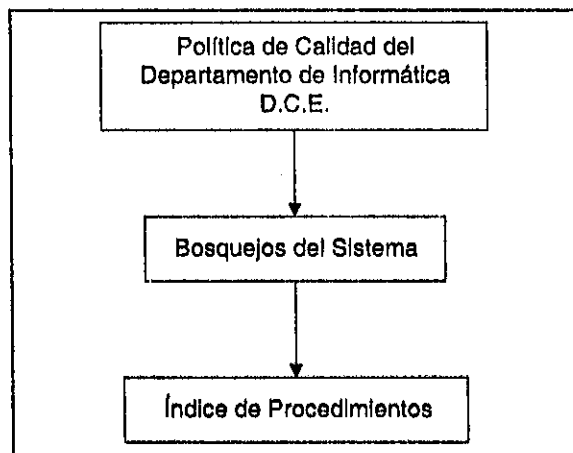 Política de Calidad del
Departamento de Informática
D.C.E.
Bosquejos del Sistema
Índice de Procedimientos